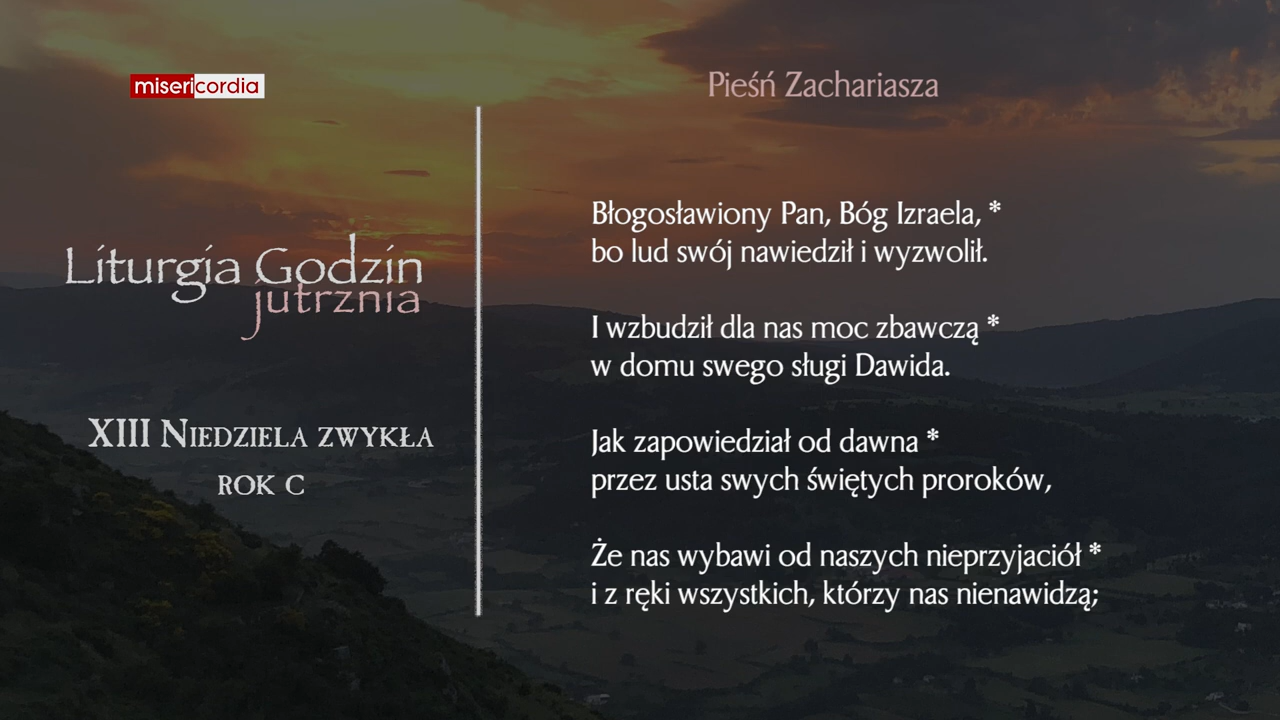 misericordia
Liturgia Godzin
jutrznia
XIII Niedziela zwykła
rok C
Pieśń Zachariasza
Błogosławiony Pan, Bóg Izraela, *
bo lud swój nawiedził i wyzwolił.
I wzbudził dla nas moc zbawczą *
w domu swego sługi Dawida.
Jak zapowiedział od dawna *
przez usta swych świętych proroków,
Że nas wybawi od naszych nieprzyjaciół *
i z ręki wszystkich, którzy nas nienawidzą;